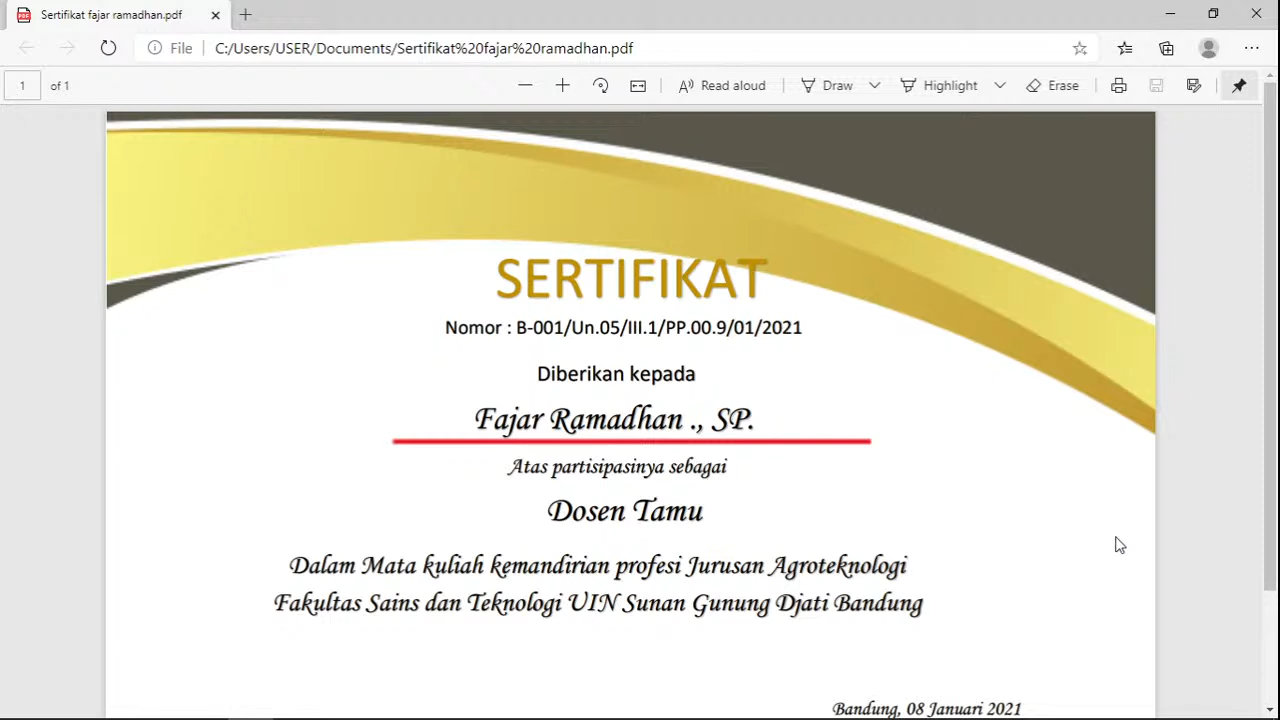 Sertifikat fajar ramadhan.pdf
File C:/Users/USER/Documents/Sertifikat%20fajar%20ramadhan.pdf
1 of 1 Read aloud Draw Highlight Erase
SERTIFIKAT
Nomor : B-001/Un.05/III.1/PP.00.9/01/2021
Diberikan kepada
Fajar Ramadhan ., SP.
Atas partisipasinya sebagai
Dosen Tamu
Dalam Mata kuliah kemandirian profesi Jurusan Agroteknologi
Fakultas Sains dan Teknologi UIN Sunan Gunung Djati Bandung
Bandung, 08 Januari 2021